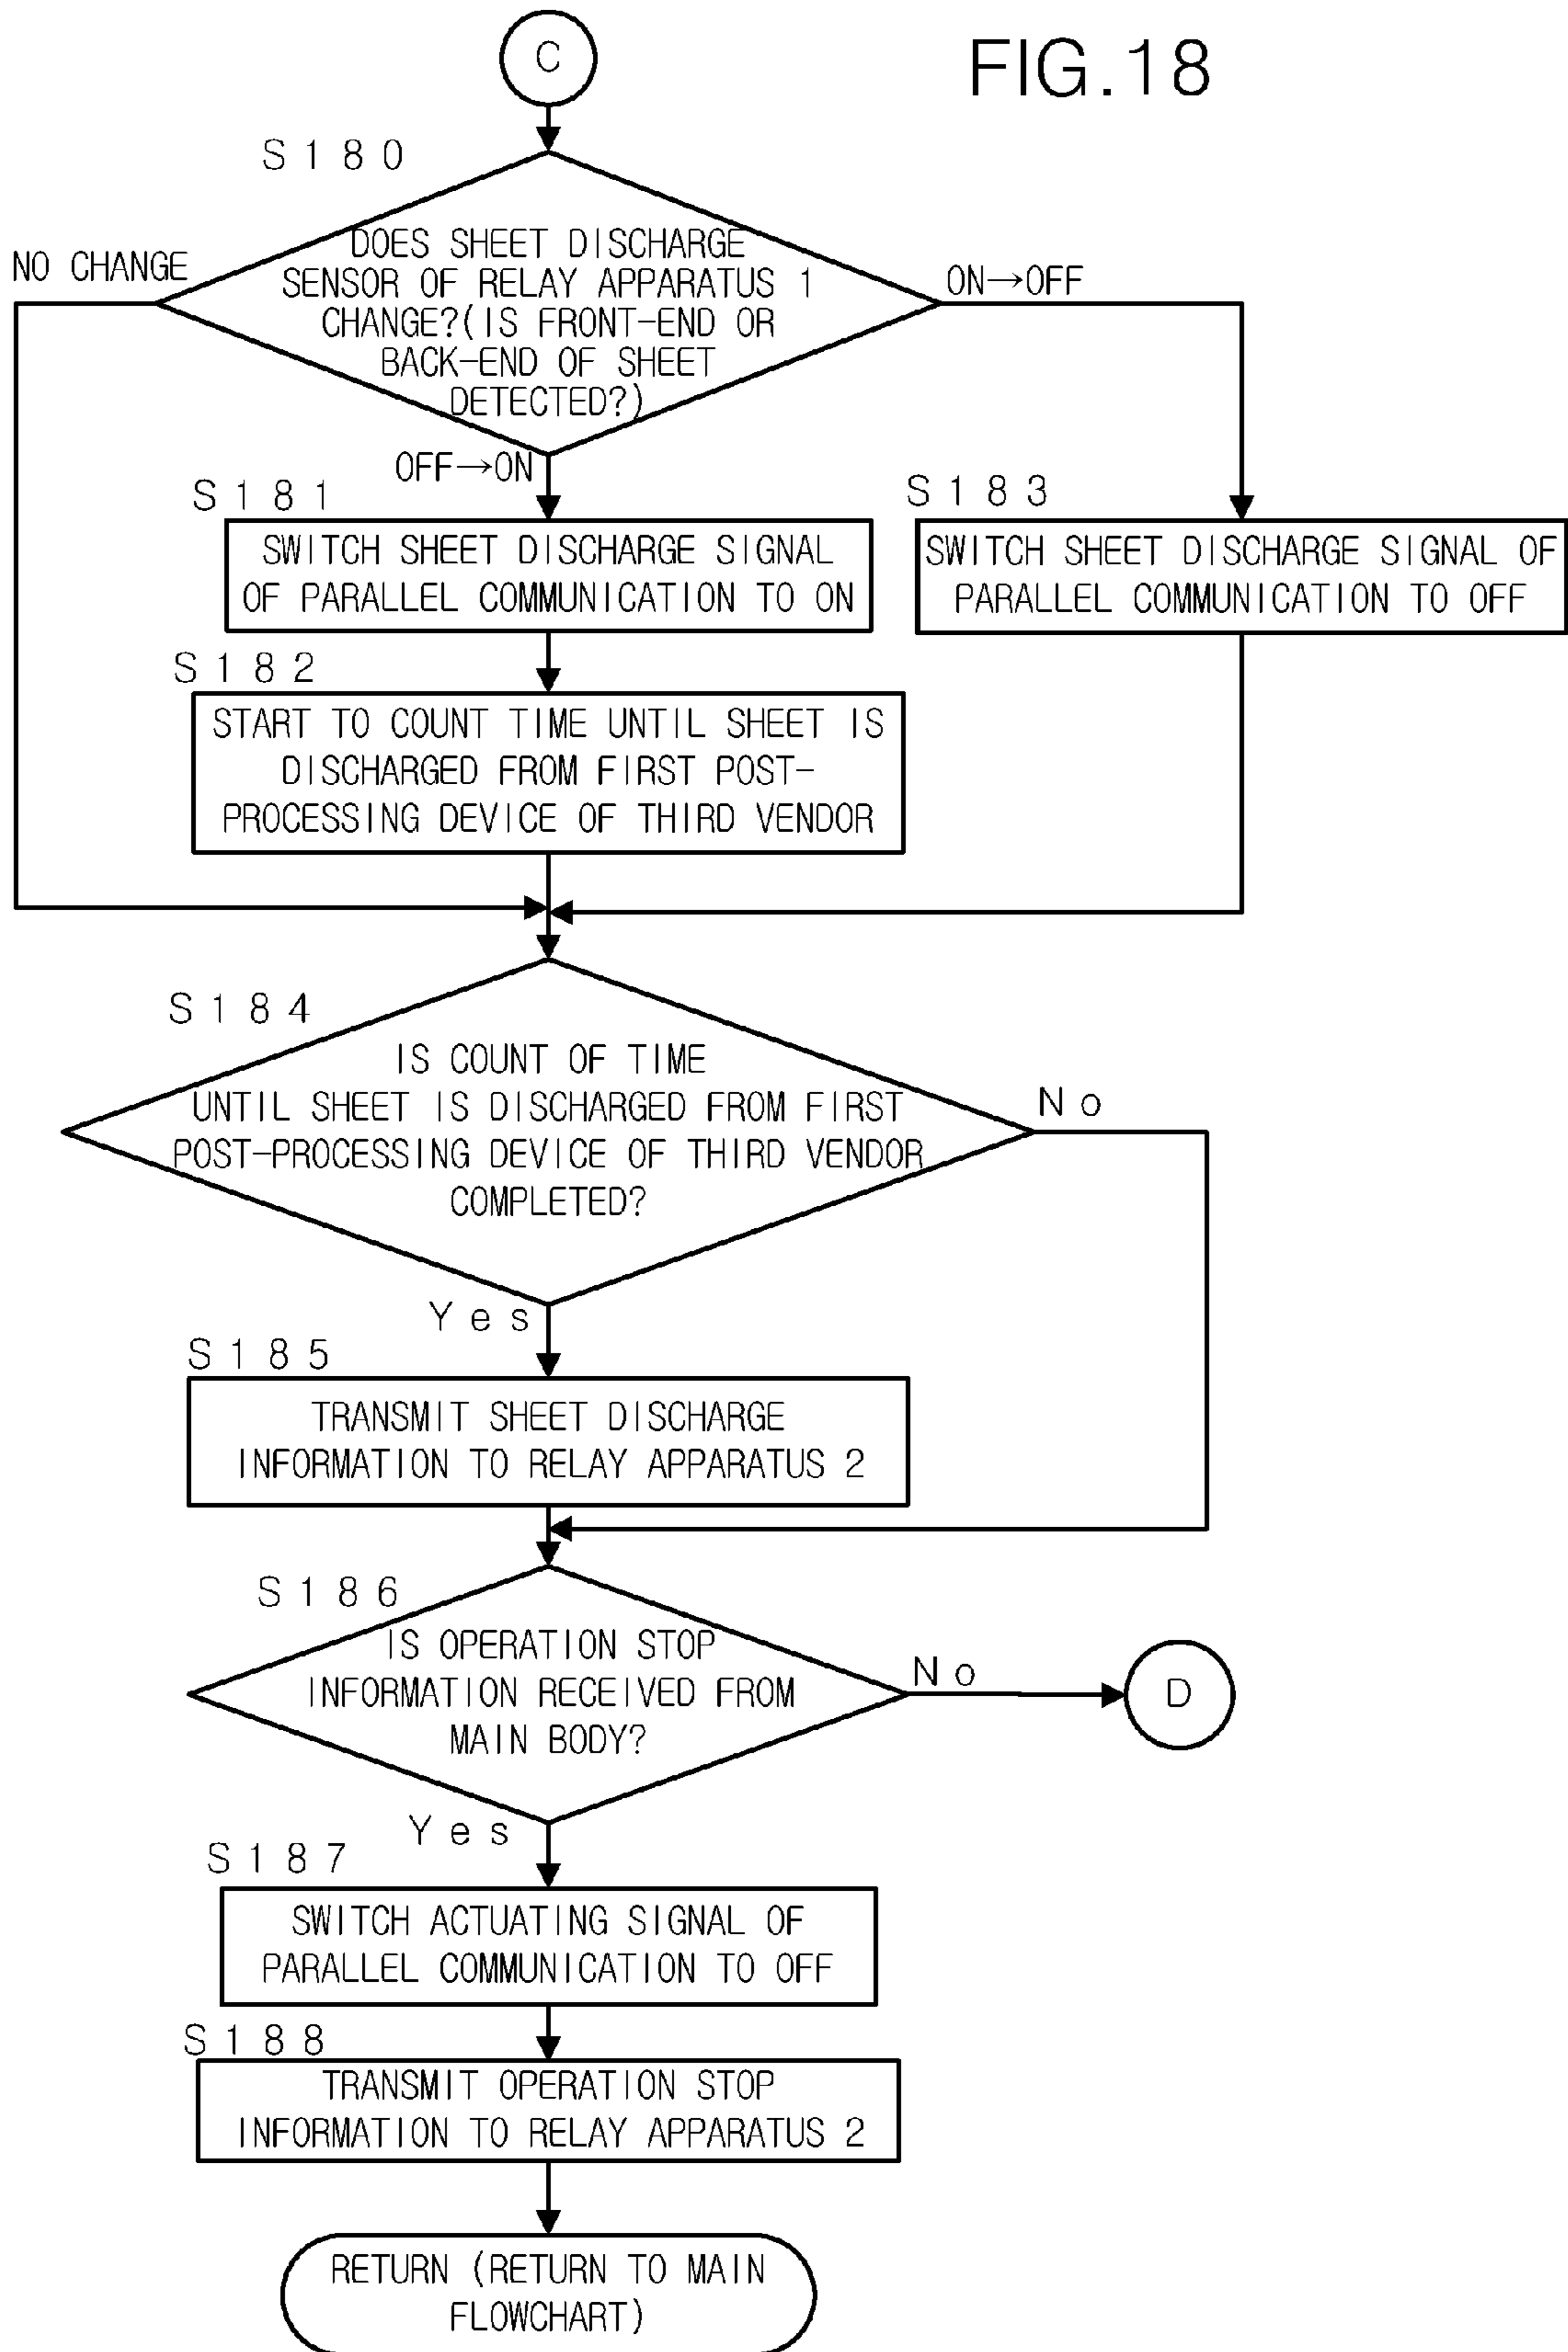 C
FIG.18
S180
DOES SHEET DISCHARGE
SENSOR OF RELAY APPARATUS 1
CHANGE?(IS FRONT-END OR
BACK-END OF SHEET
DETECTED?)
NO CHANGE
ON→OFF
OFF→ON
S181
SWITCH SHEET DISCHARGE SIGNAL
OF PARALLEL COMMUNICATION TO ON
S183
SWITCH SHEET DISCHARGE SIGNAL OF
PARALLEL COMMUNICATION TO OFF
S182
START TO COUNT TIME UNTIL SHEET IS
DISCHARGED FROM FIRST POST-
PROCESSING DEVICE OF THIRD VENDOR
S184
IS COUNT OF TIME
UNTIL SHEET IS DISCHARGED FROM FIRST
POST-PROCESSING DEVICE OF THIRD VENDOR
COMPLETED?
No
Yes
S185
TRANSMIT SHEET DISCHARGE
INFORMATION TO RELAY APPARATUS 2
S186
IS OPERATION STOP
INFORMATION RECEIVED FROM
MAIN BODY?
No
D
Yes
S187
SWITCH ACTUATING SIGNAL OF
PARALLEL COMMUNICATION TO OFF
S188
TRANSMIT OPERATION STOP
INFORMATION TO RELAY APPARATUS 2
RETURN (RETURN TO MAIN
FLOWCHART)